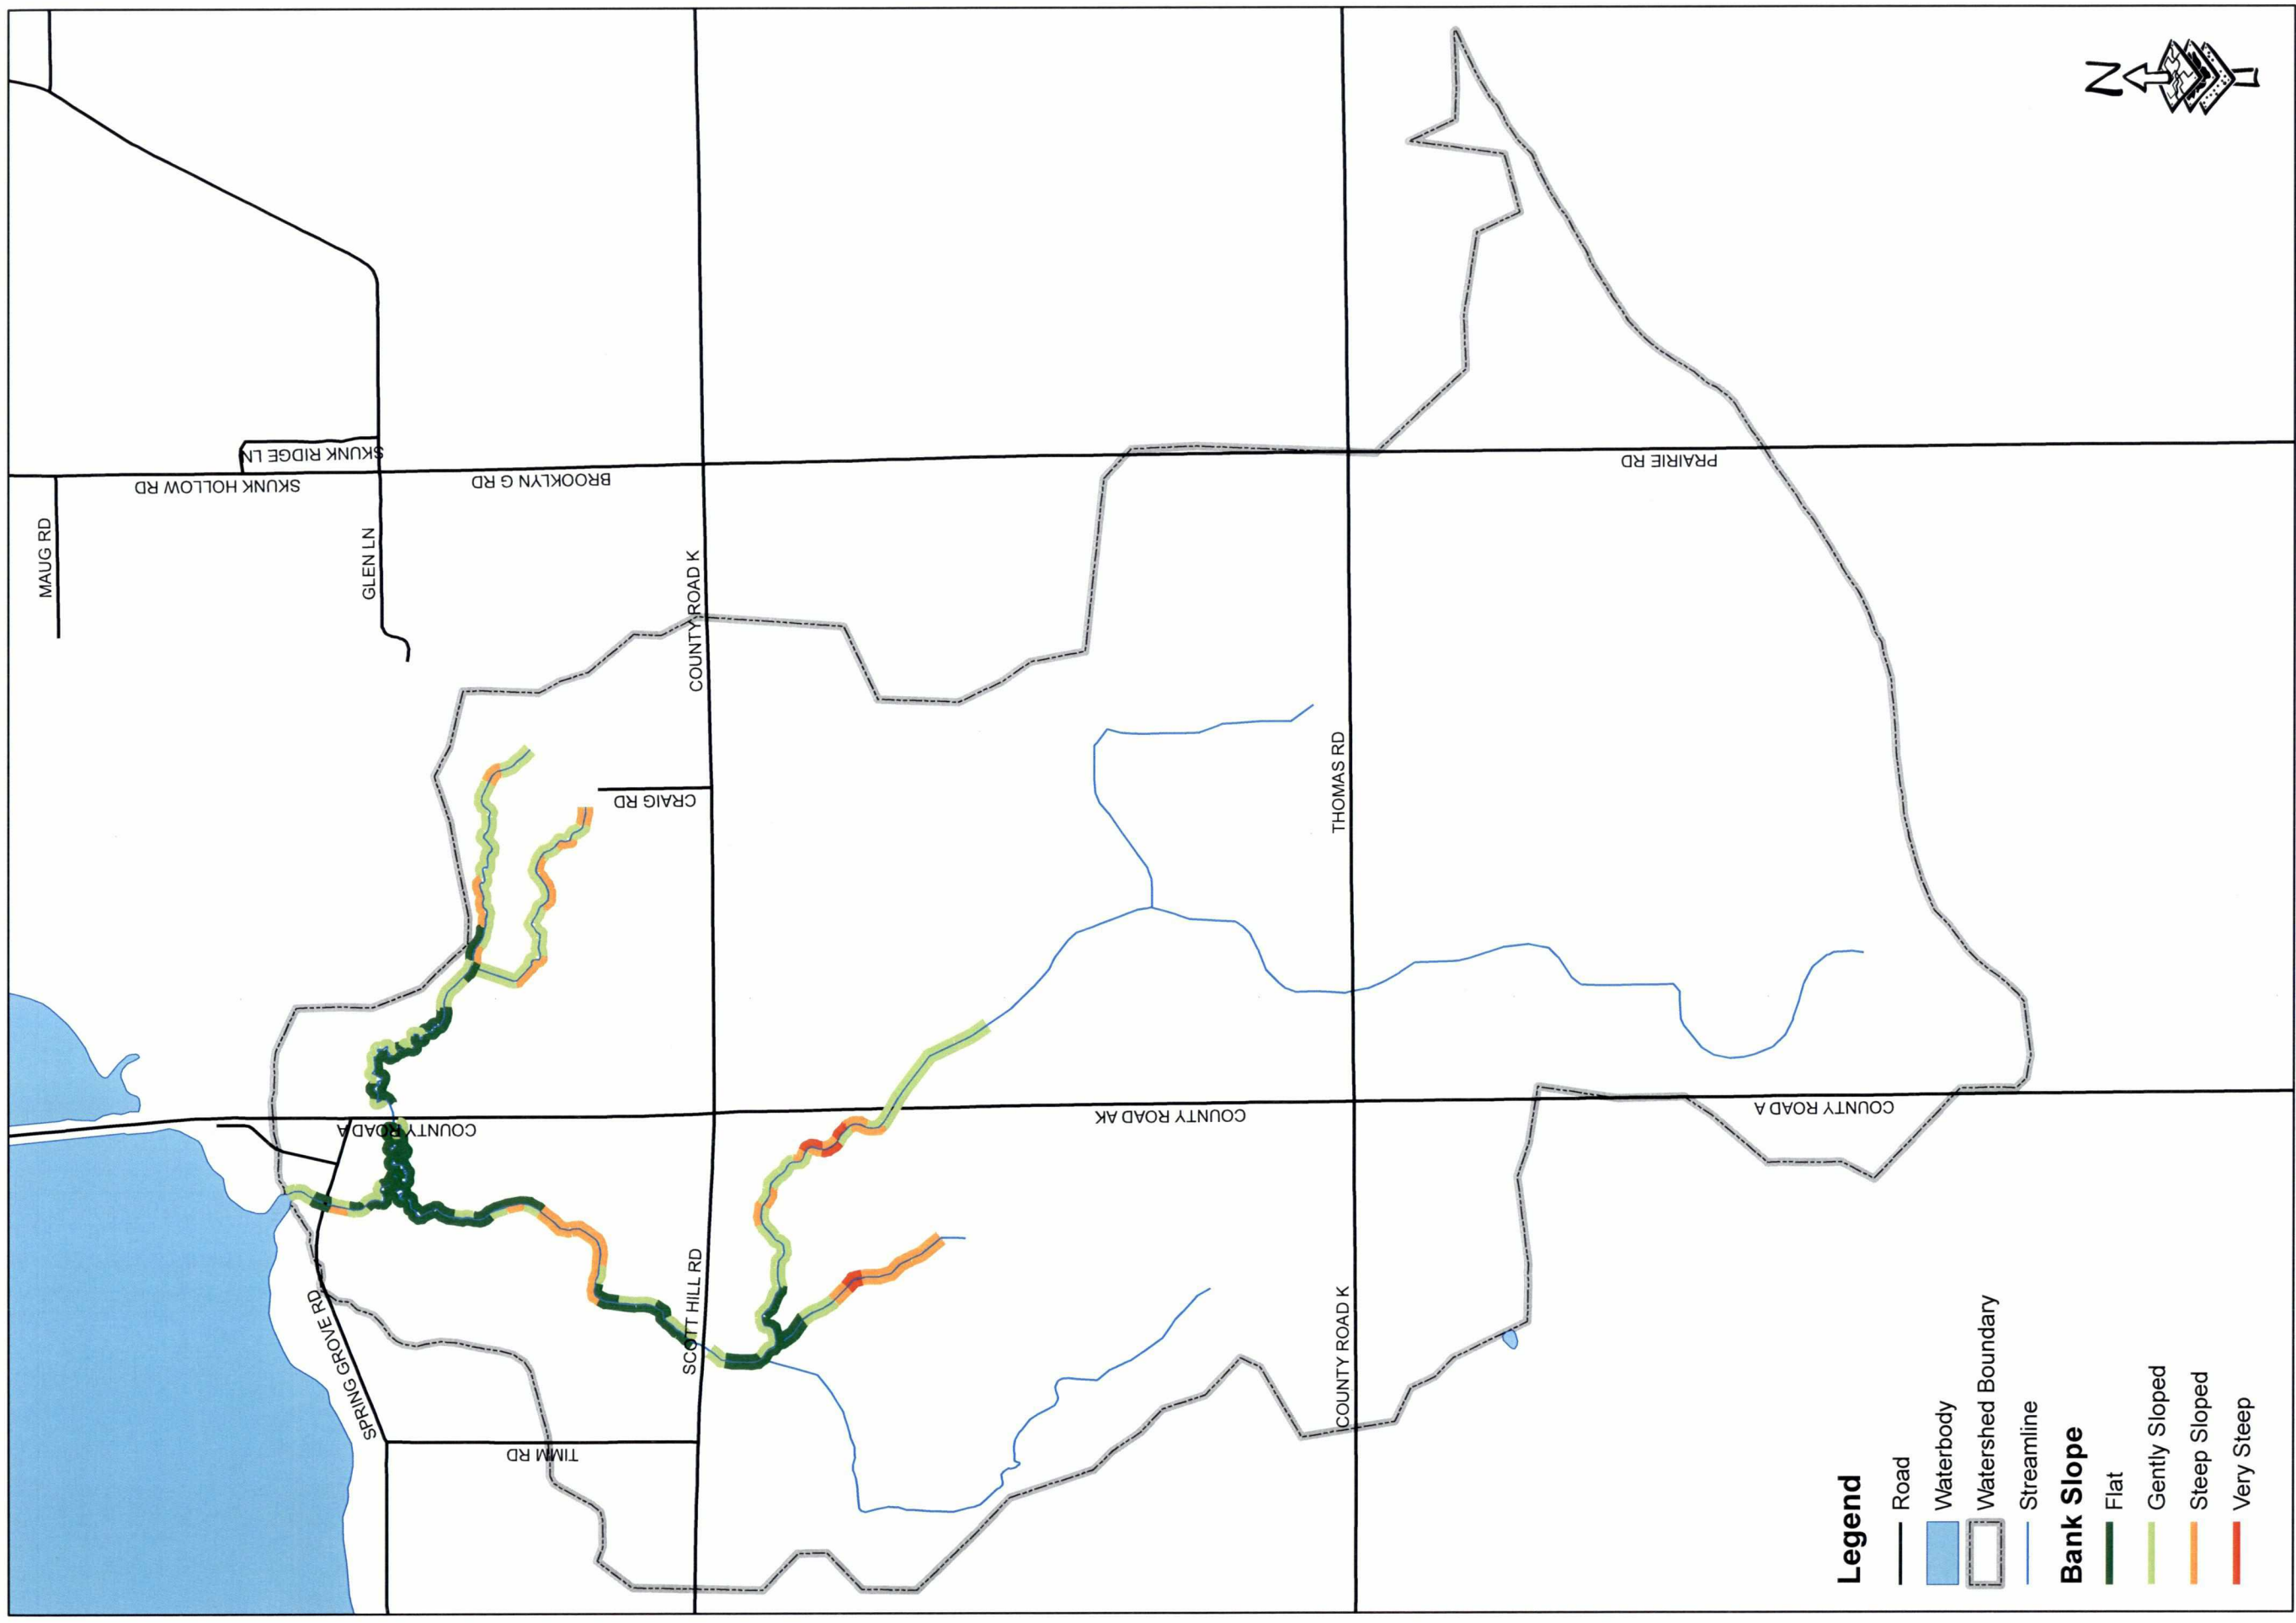 MAUG RD
SKUNK HOLLOW RD
SKUNK RIDGE LN
GLEN LN
BROOKLYN G RD
COUNTY ROAD K
CRAIG RD
COUNTY ROAD A
SPRING GROVE RD
TIMM RD
SCOTT HILL RD
COUNTY ROAD AK
THOMAS RD
COUNTY ROAD K
PRAIRIE RD
COUNTY ROAD A
N
Legend
Road
Waterbody
Watershed Boundary
Streamline
Bank Slope
Flat
Gently Sloped
Steep Sloped
Very Steep